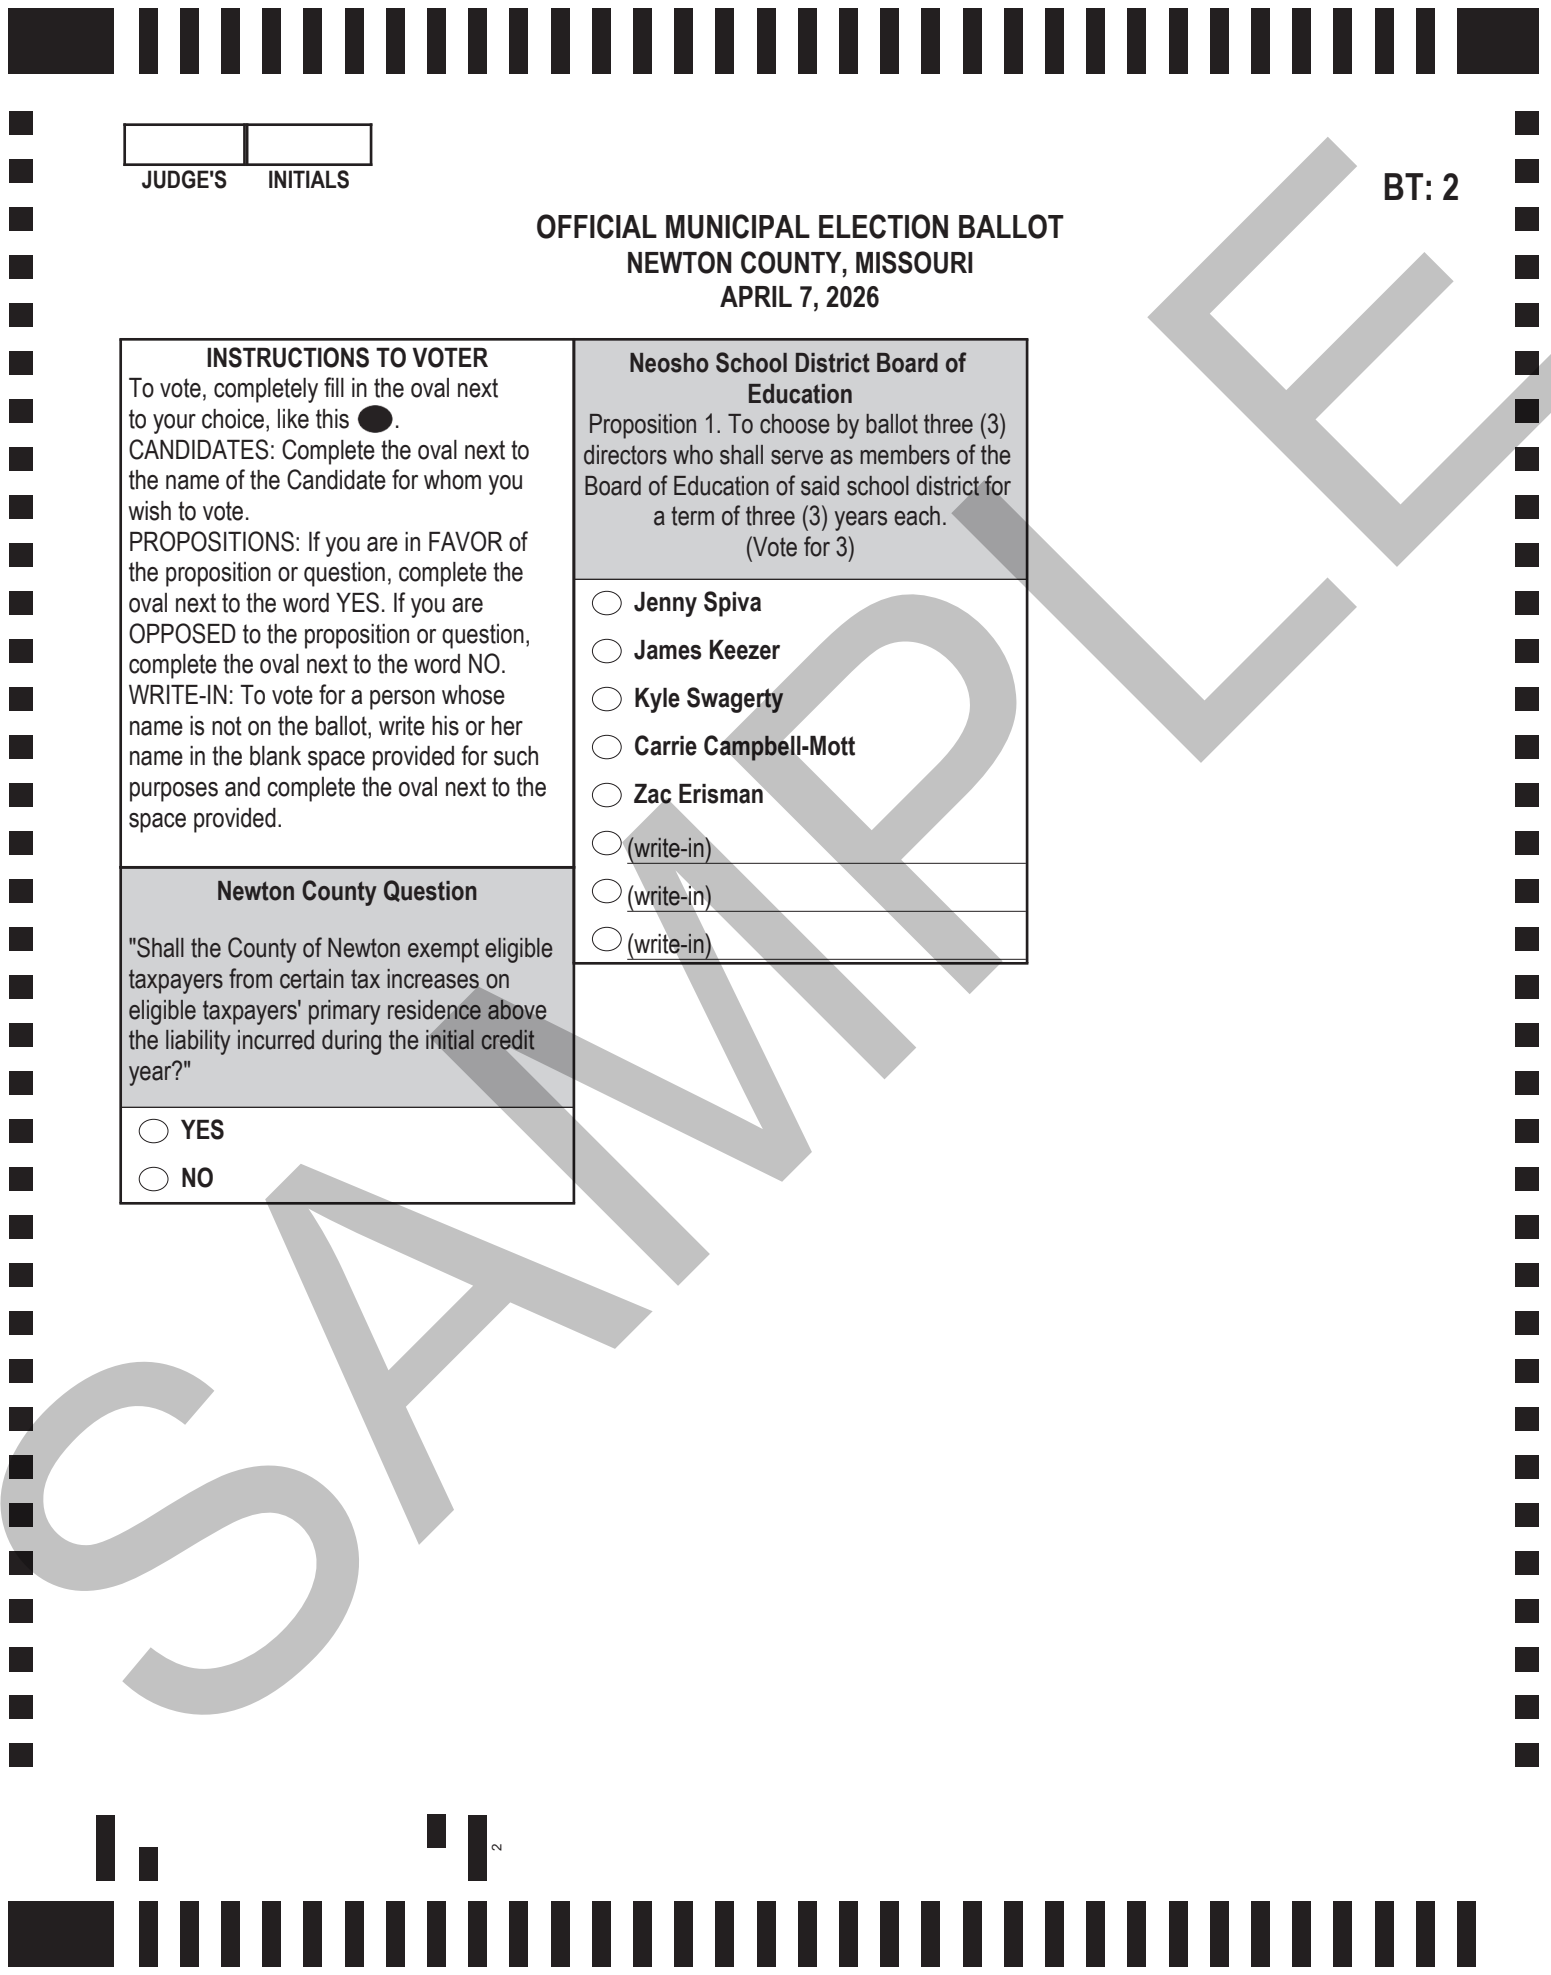 JUDGE'S INITIALS
BT: 2
OFFICIAL MUNICIPAL ELECTION BALLOT
NEWTON COUNTY, MISSOURI
APRIL 7, 2026
INSTRUCTIONS TO VOTER
To vote, completely fill in the oval next
to your choice, like this .
CANDIDATES: Complete the oval next to
the name of the Candidate for whom you
wish to vote.
PROPOSITIONS: If you are in FAVOR of
the proposition or question, complete the
oval next to the word YES. If you are
OPPOSED to the proposition or question,
complete the oval next to the word NO.
WRITE-IN: To vote for a person whose
name is not on the ballot, write his or her
name in the blank space provided for such
purposes and complete the oval next to the
space provided.
Newton County Question
"Shall the County of Newton exempt eligible
taxpayers from certain tax increases on
eligible taxpayers' primary residence above
the liability incurred during the initial credit
year?"
YES
NO
Neosho School District Board of
Education
Proposition 1. To choose by ballot three (3)
directors who shall serve as members of the
Board of Education of said school district for
a term of three (3) years each.
(Vote for 3)
Jenny Spiva
James Keezer
Kyle Swagerty
Carrie Campbell-Mott
Zac Erisman
(write-in)
(write-in)
(write-in)
SAMPLE
2